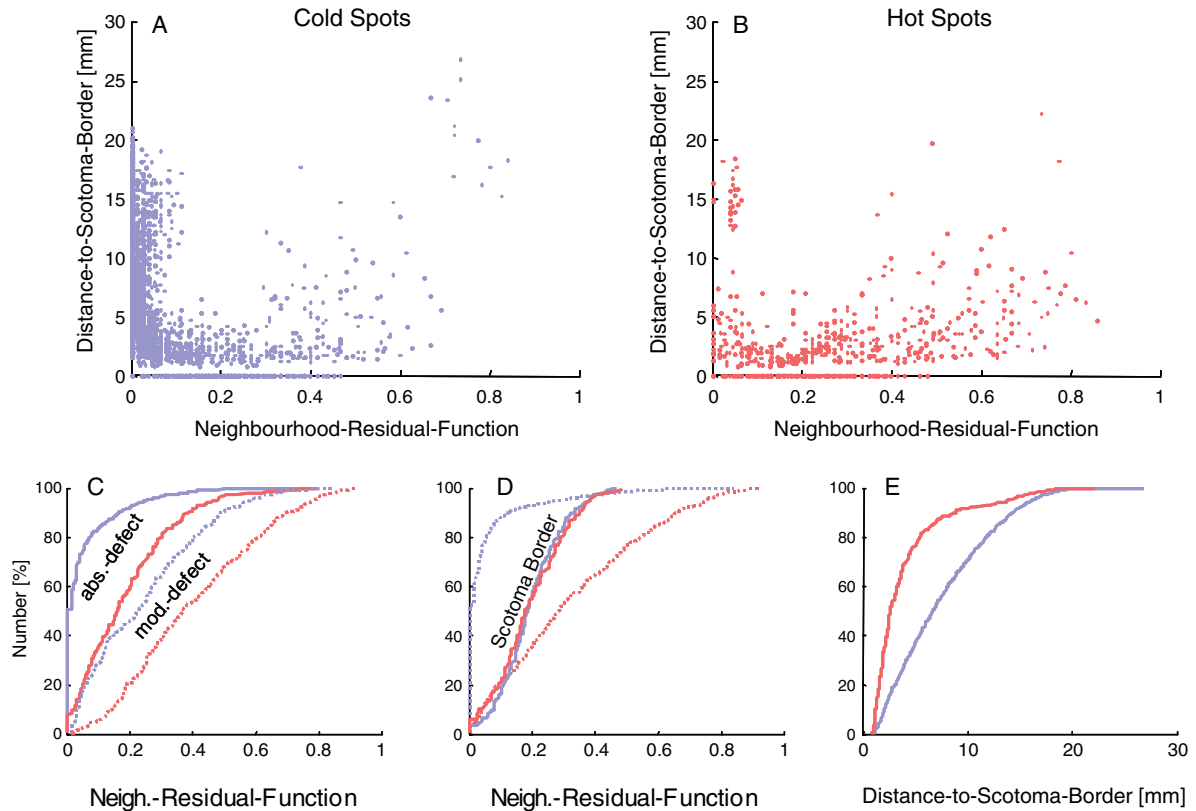 A Cold Spots
Distance-to-Scotoma-Border [mm]
30
25
20
15
10
5
0
0 0.2 0.4 0.6 0.8 1
Neighbourhood-Residual-Function
B Hot Spots
Distance-to-Scotoma-Border [mm]
30
25
20
15
10
5
0
0 0.2 0.4 0.6 0.8 1
Neighbourhood-Residual-Function
C
Number [%]
100
80
60
40
20
0
abs.-defect
mod.-defect
0 0.2 0.4 0.6 0.8 1
Neigh.-Residual-Function
D
100
80
60
40
20
0
Scotoma Border
0 0.2 0.4 0.6 0.8 1
Neigh.-Residual-Function
E
100
80
60
40
20
0
0 10 20 30
Distance-to-Scotoma-Border [mm]